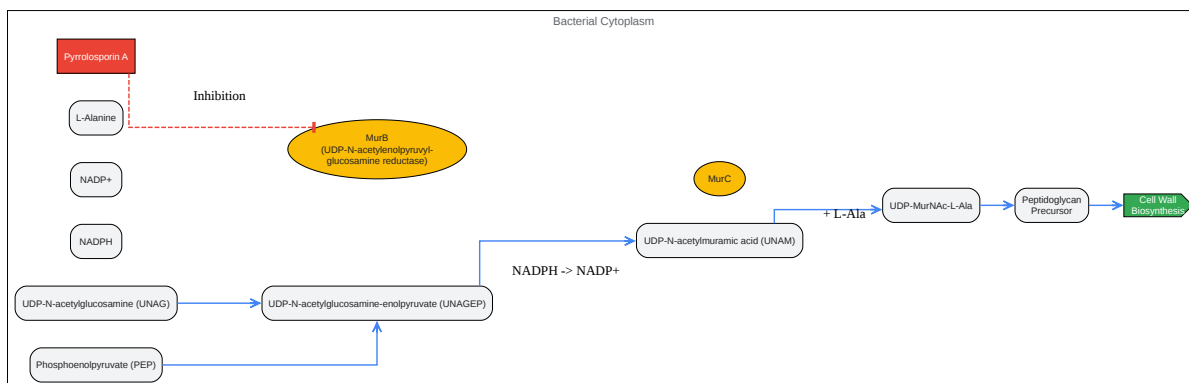 Bacterial Cytoplasm
Pyrrolosporin A
Inhibition
L-Alanine
MurB
(UDP-N-acetylenolpyruvyl-
glucosamine reductase)
NADP+
MurC
+ L-Ala
UDP-MurNAc-L-Ala
Peptidoglycan
Precursor
Cell Wall
Biosynthesis
NADPH
UDP-N-acetylmuramic acid (UNAM)
NADPH -> NADP+
UDP-N-acetylglucosamine (UNAG)
UDP-N-acetylglucosamine-enolpyruvate (UNAGEP)
Phosphoenolpyruvate (PEP)